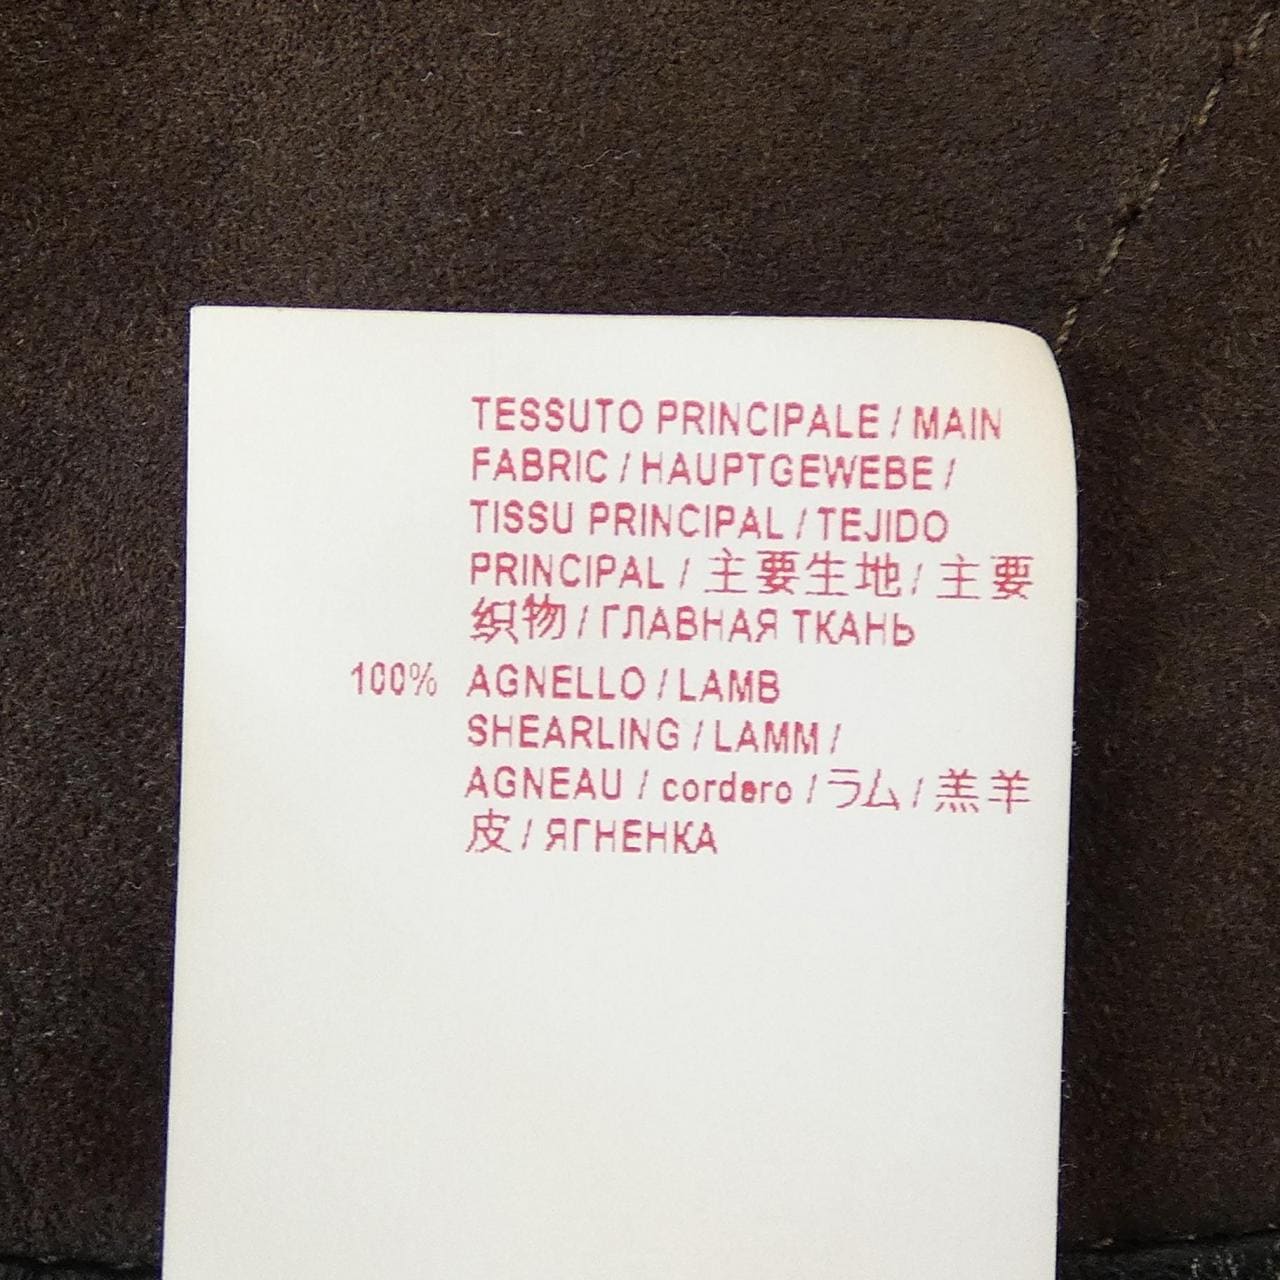 TESSUTO PRINCIPALE / MAIN
FABRIC / HAUPTGEWEBE /
TISSU PRINCIPAL / TEJIDO
PRINCIPAL / 主要生地 / 主要
织物 / ГЛАВНАЯ ТКАНЬ
100% AGNELLO / LAMB
SHEARLING / LAMM /
AGNEAU / cordero / ラム / 羔羊
皮 / ЯГНЕНКА